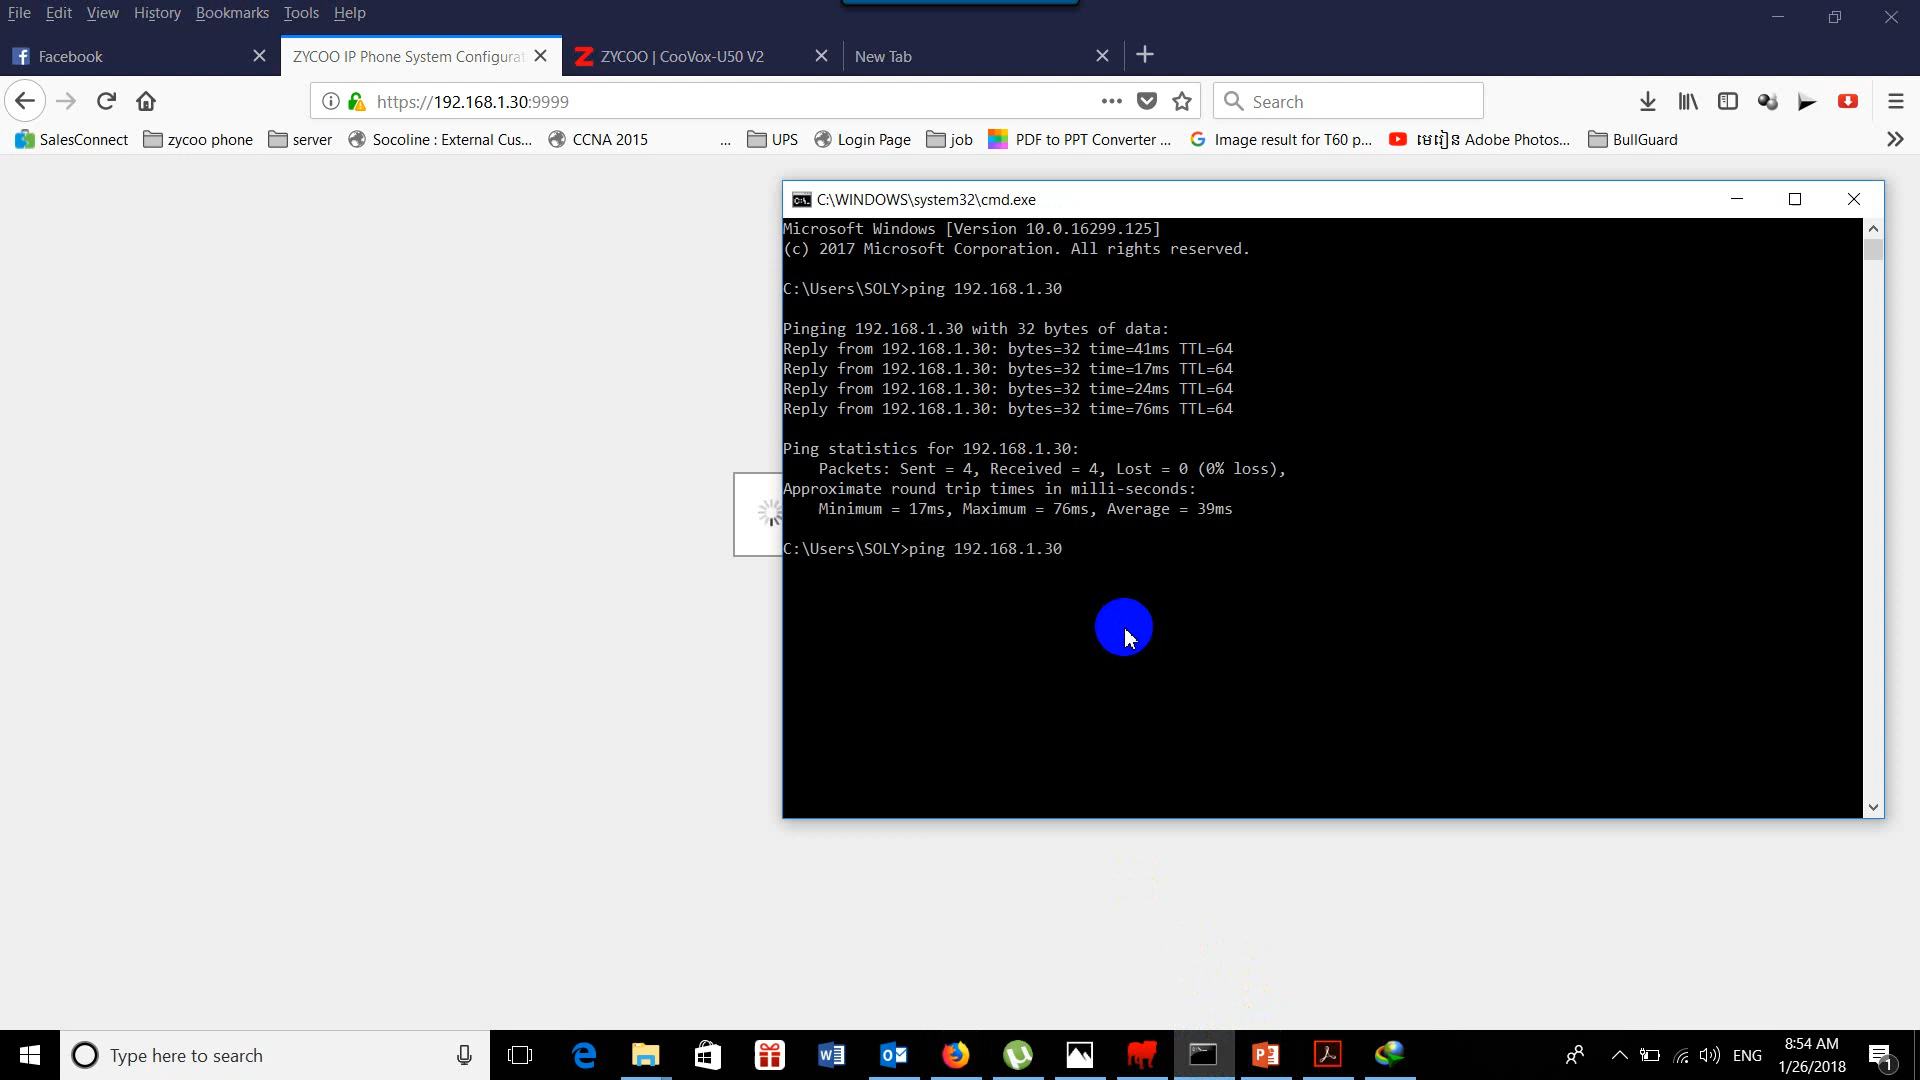 File Edit View History Bookmarks Tools Help
Facebook
ZYCOO IP Phone System Configurat
ZYCOO | CooVox-U50 V2
New Tab
https://192.168.1.30:9999
Search
SalesConnect
zycoo phone
server
Socoline : External Cus...
CCNA 2015
...
UPS
Login Page
job
PDF to PPT Converter ...
Image result for T60 p...
មេរៀន Adobe Photos...
BullGuard
C:\WINDOWS\system32\cmd.exe
Microsoft Windows [Version 10.0.16299.125]
(c) 2017 Microsoft Corporation. All rights reserved.
C:\Users\SOLY>ping 192.168.1.30
Pinging 192.168.1.30 with 32 bytes of data:
Reply from 192.168.1.30: bytes=32 time=41ms TTL=64
Reply from 192.168.1.30: bytes=32 time=17ms TTL=64
Reply from 192.168.1.30: bytes=32 time=24ms TTL=64
Reply from 192.168.1.30: bytes=32 time=76ms TTL=64
Ping statistics for 192.168.1.30:
Packets: Sent = 4, Received = 4, Lost = 0 (0% loss),
Approximate round trip times in milli-seconds:
Minimum = 17ms, Maximum = 76ms, Average = 39ms
C:\Users\SOLY>ping 192.168.1.30
Type here to search
ENG
8:54 AM
1/26/2018
1